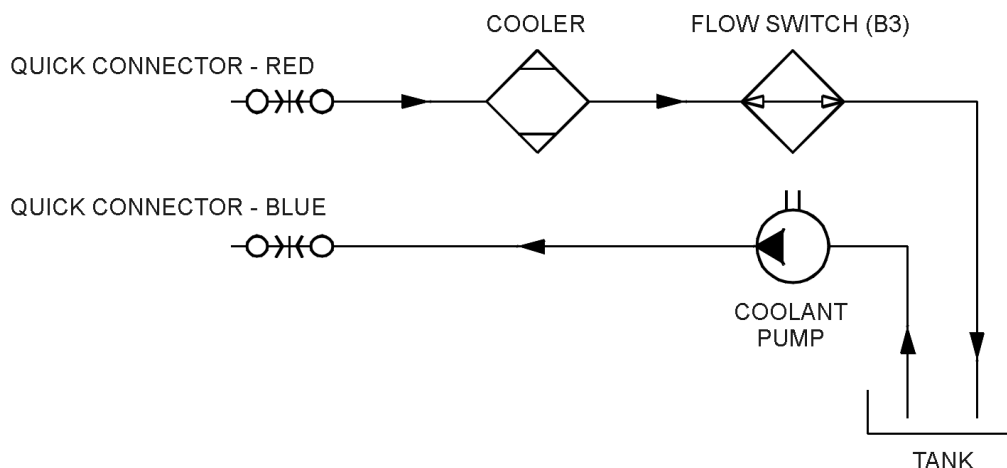 COOLER
FLOW SWITCH (B3)
QUICK CONNECTOR - RED
QUICK CONNECTOR - BLUE
COOLANT
PUMP
TANK